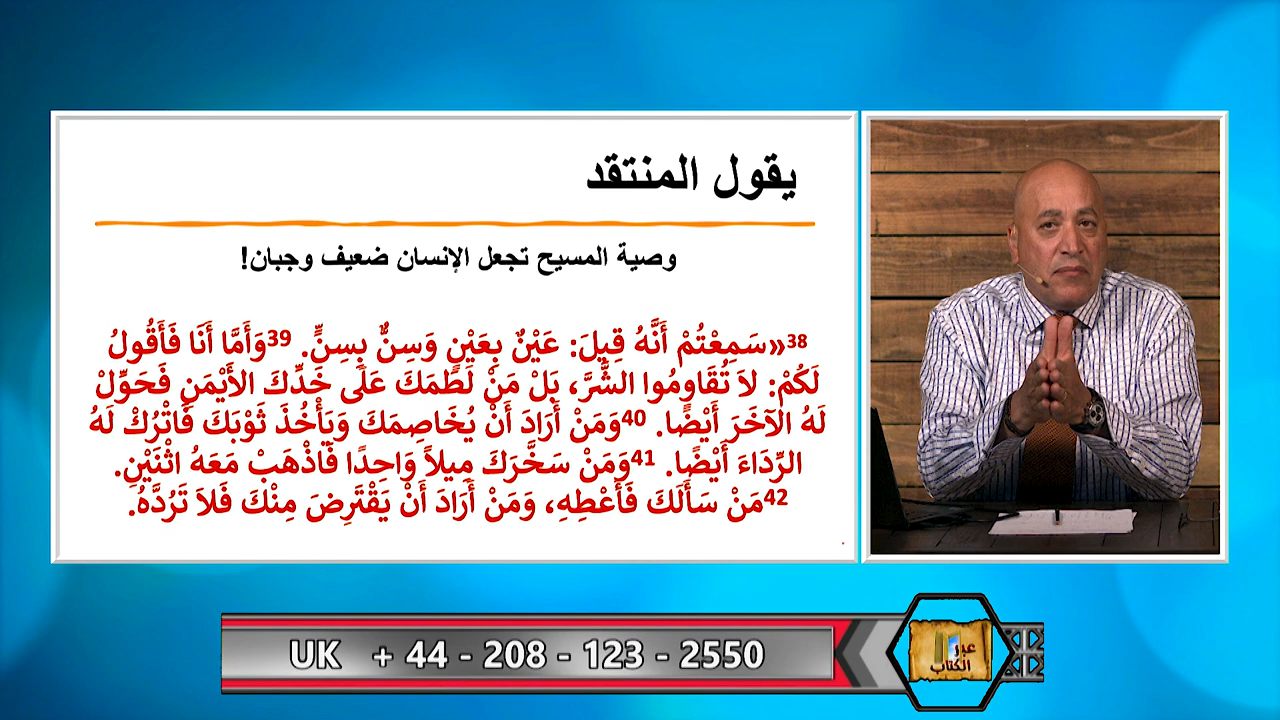 يقول المنتقد
وصية المسيح تجعل الإنسان ضعيف وجبان!
38«سَمِعْتُمْ أَنَّهُ قِيلَ: عَيْنٌ بِعَيْنٍ وَسِنٌّ بِسِنٍّ. 39وَأَمَّا أَنَا فَأَقُولُ
لَكُمْ: لاَ تُقَاوِمُوا الشَّرَّ، بَلْ مَنْ لَطَمَكَ عَلَى خَدِّكَ الأَيْمَنِ فَحَوِّلْ
لَهُ الآخَرَ أَيْضًا. 40وَمَنْ أَرَادَ أَنْ يُخَاصِمَكَ وَيَأْخُذَ ثَوْبَكَ فَاتْرُكْ لَهُ
الرِّدَاءَ أَيْضًا. 41وَمَنْ سَخَّرَكَ مِيلاً وَاحِدًا فَاذْهَبْ مَعَهُ اثْنَيْنِ.
42مَنْ سَأَلَكَ فَأَعْطِهِ، وَمَنْ أَرَادَ أَنْ يَقْتَرِضَ مِنْكَ فَلاَ تَرُدَّهُ.
UK + 44 - 208 - 123 - 2550
عبر
الكتاب